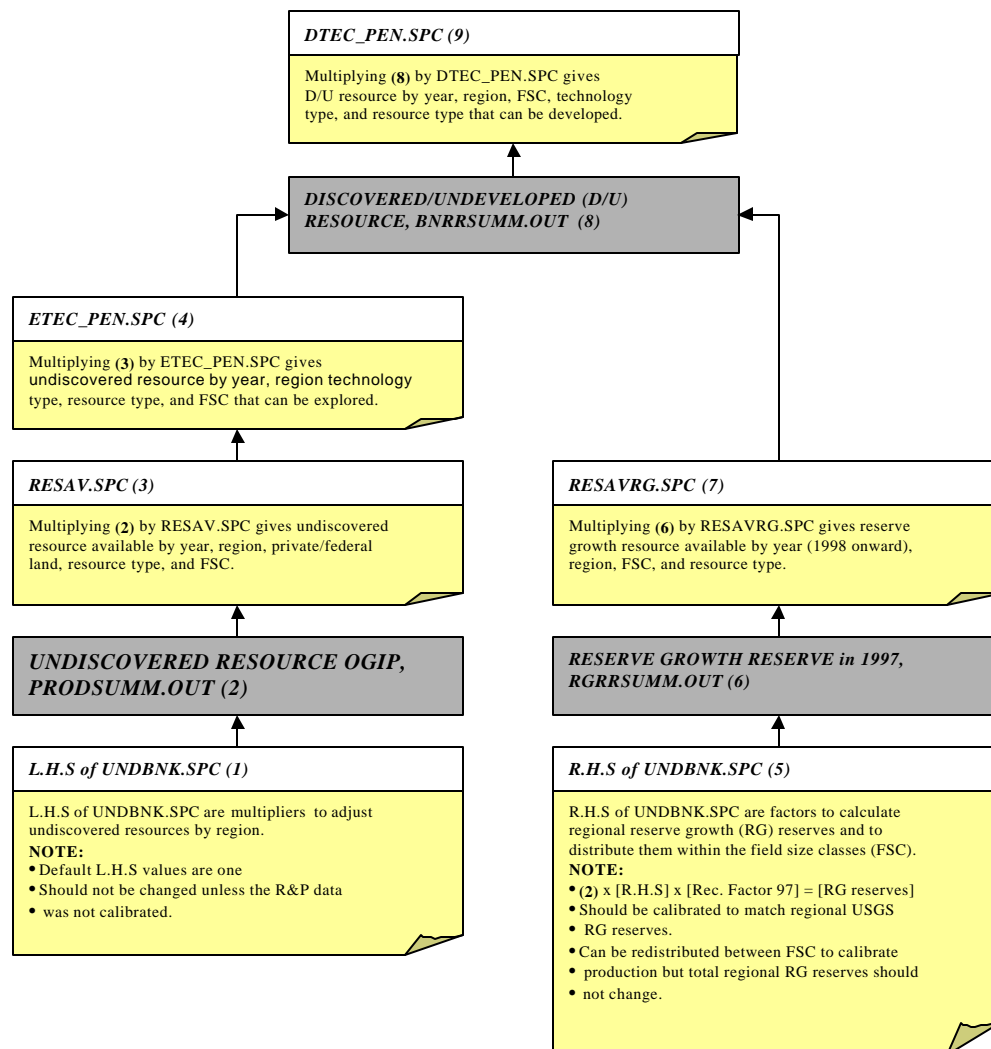 DTEC_PEN.SPC (9)
Multiplying (8) by DTEC_PEN.SPC gives
D/U resource by year, region, FSC, technology
type, and resource type that can be developed.
DISCOVERED/UNDEVELOPED (D/U)
RESOURCE, BNRRSUMM.OUT (8)
ETEC_PEN.SPC (4)
Multiplying (3) by ETEC_PEN.SPC gives
undiscovered resource by year, region technology
type, resource type, and FSC that can be explored.
RESAV.SPC (3)
Multiplying (2) by RESAV.SPC gives undiscovered
resource available by year, region, private/federal
land, resource type, and FSC.
UNDISCOVERED RESOURCE OGIP,
PRODSUMM.OUT (2)
L.H.S of UNDBNK.SPC (1)
L.H.S of UNDBNK.SPC are multipliers to adjust
undiscovered resources by region.
NOTE:
• Default L.H.S values are one
• Should not be changed unless the R&P data
• was not calibrated.
RESAVRG.SPC (7)
Multiplying (6) by RESAVRG.SPC gives reserve
growth resource available by year (1998 onward),
region, FSC, and resource type.
RESERVE GROWTH RESERVE in 1997,
RGRRSUMM.OUT (6)
R.H.S of UNDBNK.SPC (5)
R.H.S of UNDBNK.SPC are factors to calculate
regional reserve growth (RG) reserves and to
distribute them within the field size classes (FSC).
NOTE:
• (2) x [R.H.S] x [Rec. Factor 97] = [RG reserves]
• Should be calibrated to match regional USGS
• RG reserves.
• Can be redistributed between FSC to calibrate
• production but total regional RG reserves should
• not change.